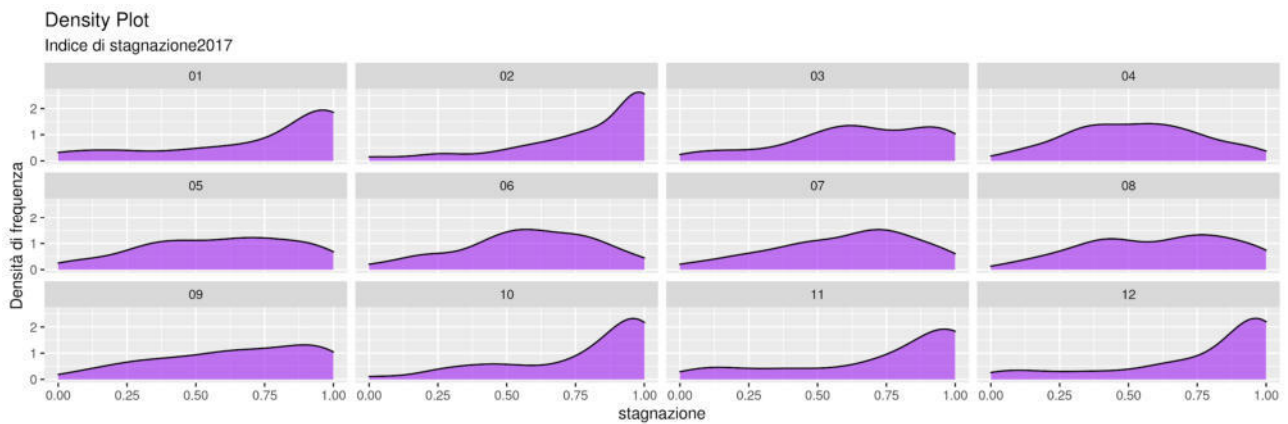 Density Plot
Indice di stagnazione2017
01 02 03 04
2
1
0
05 06 07 08
2
1
0
09 10 11 12
2
1
0
0.00 0.25 0.50 0.75 1.00 0.00 0.25 0.50 0.75 1.00 0.00 0.25 0.50 0.75 1.00 0.00 0.25 0.50 0.75 1.00
stagnazione
Densità di frequenza